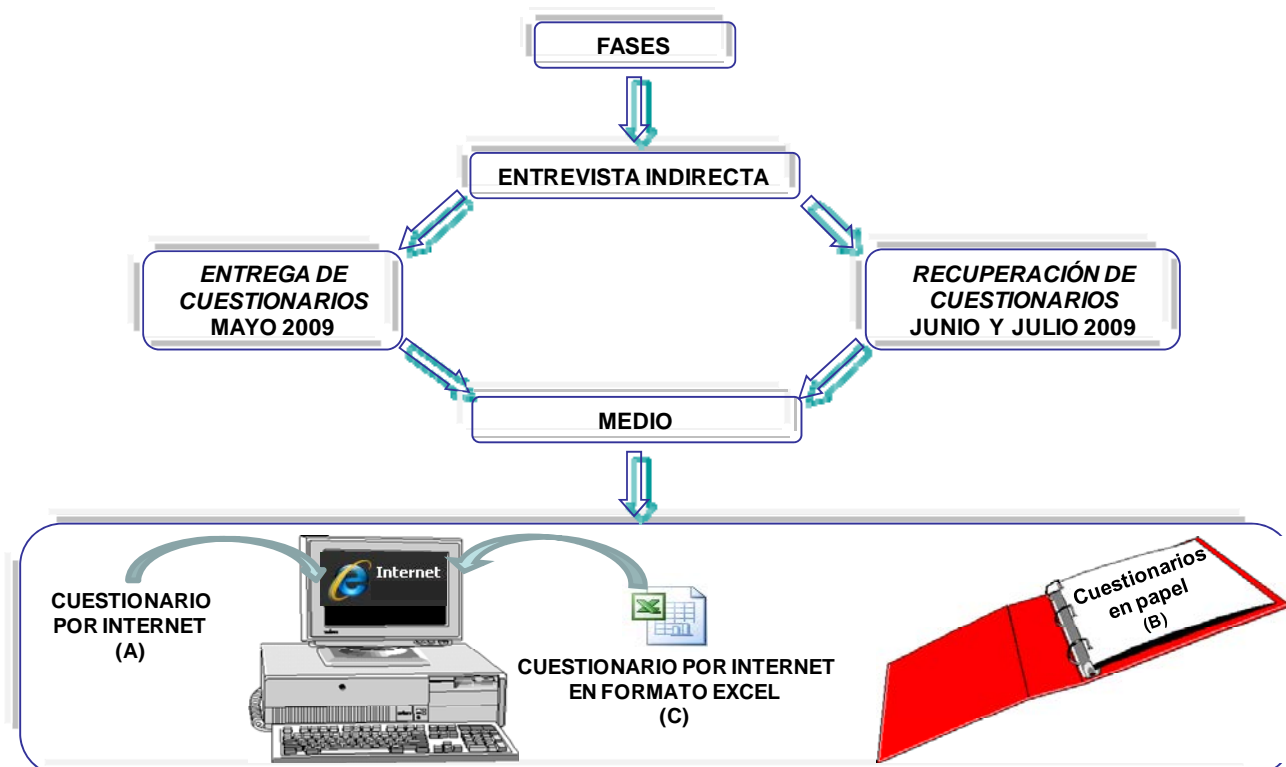 FASES
ENTREVISTA INDIRECTA
ENTREGA DE
CUESTIONARIOS
MAYO 2009
RECUPERACIÓN DE
CUESTIONARIOS
JUNIO Y JULIO 2009
MEDIO
CUESTIONARIO
POR INTERNET
(A)
Internet
CUESTIONARIO POR INTERNET
EN FORMATO EXCEL
(C)
Cuestionarios
en papel
(B)